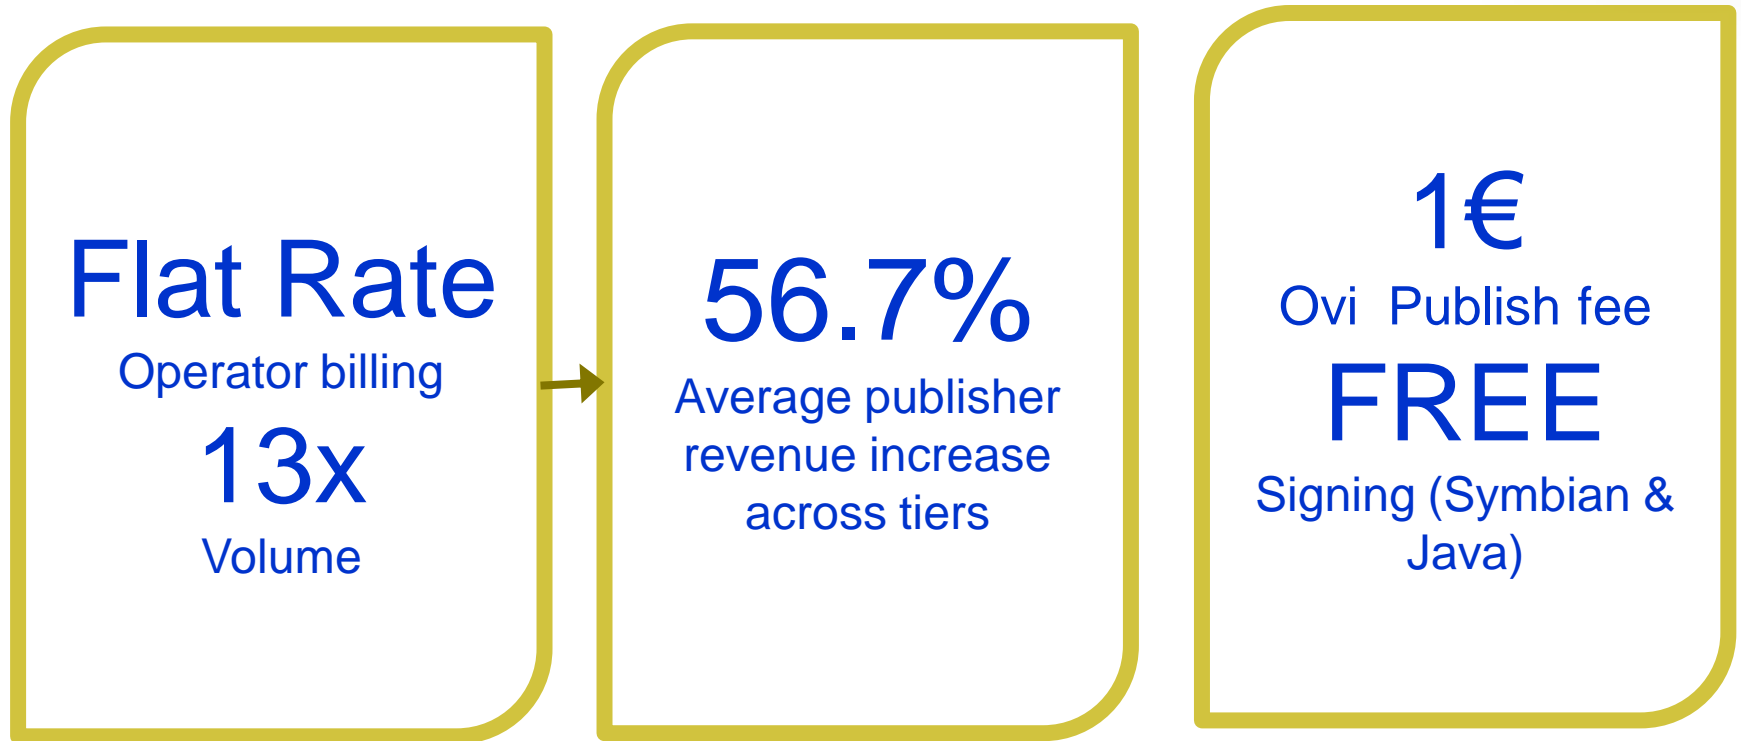 Flat Rate
Operator billing
13x
Volume
56.7%
Average publisher
revenue increase
across tiers
1€
Ovi  Publish fee
FREE
Signing (Symbian &
Java)